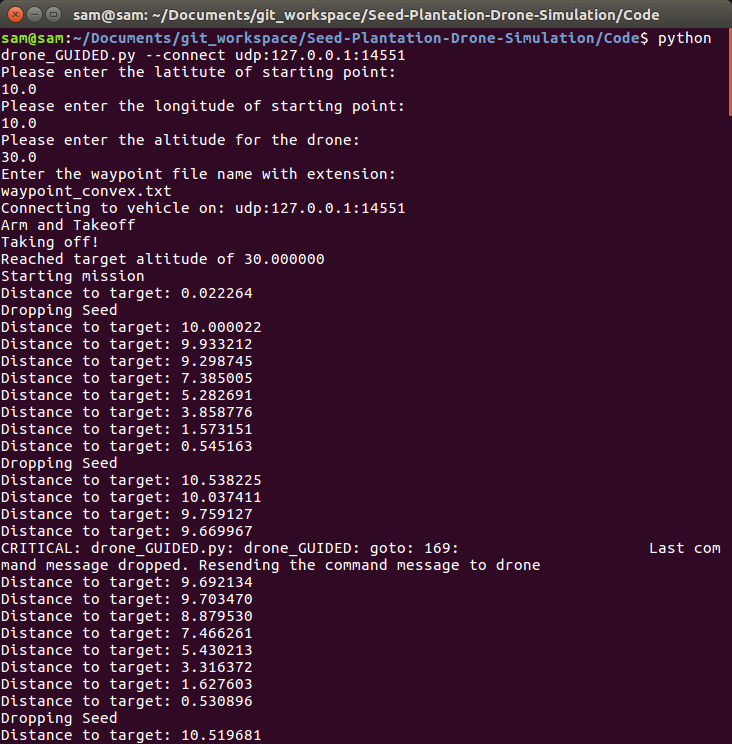 sam@sam: ~/Documents/git_workspace/Seed-Plantation-Drone-Simulation/Code
sam@sam:~/Documents/git_workspace/Seed-Plantation-Drone-Simulation/Code$ python
drone_GUIDED.py --connect udp:127.0.0.1:14551
Please enter the latitute of starting point:
10.0
Please enter the longitude of starting point:
10.0
Please enter the altitude for the drone:
30.0
Enter the waypoint file name with extension:
waypoint_convex.txt
Connecting to vehicle on: udp:127.0.0.1:14551
Arm and Takeoff
Taking off!
Reached target altitude of 30.000000
Starting mission
Distance to target: 0.022264
Dropping Seed
Distance to target: 10.000022
Distance to target: 9.933212
Distance to target: 9.298745
Distance to target: 7.385005
Distance to target: 5.282691
Distance to target: 3.858776
Distance to target: 1.573151
Distance to target: 0.545163
Dropping Seed
Distance to target: 10.538225
Distance to target: 10.037411
Distance to target: 9.759127
Distance to target: 9.669967
CRITICAL: drone_GUIDED.py: drone_GUIDED: goto: 169:                     Last com
mand message dropped. Resending the command message to drone
Distance to target: 9.692134
Distance to target: 9.703470
Distance to target: 8.879530
Distance to target: 7.466261
Distance to target: 5.430213
Distance to target: 3.316372
Distance to target: 1.627603
Distance to target: 0.530896
Dropping Seed
Distance to target: 10.519681